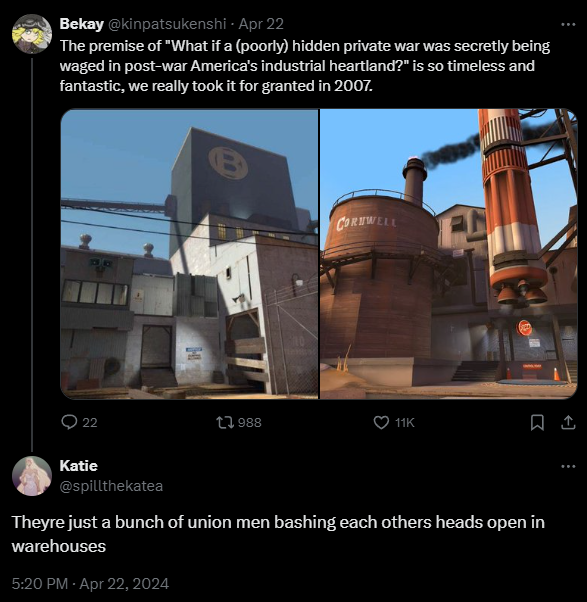 Bekay @kinpatsukenshi · Apr 22
The premise of "What if a (poorly) hidden private war was secretly being
waged in post-war America's industrial heartland?" is so timeless and
fantastic, we really took it for granted in 2007.
B
CORNWELL
22
988
11K
Katie
@spillthekatea
Theyre just a bunch of union men bashing each others heads open in
warehouses
5:20 PM · Apr 22, 2024